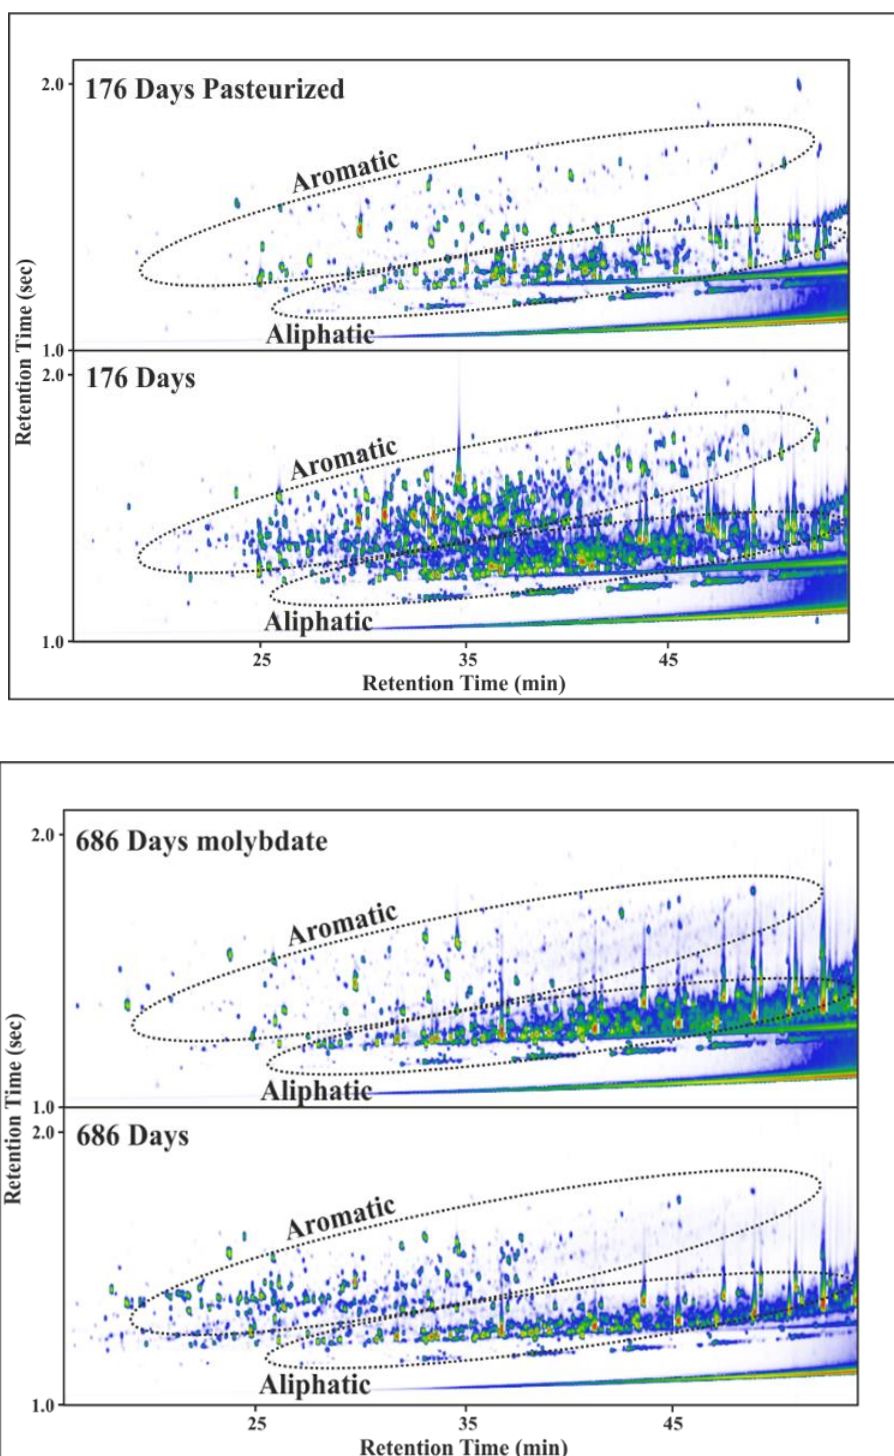 2.0
176 Days Pasteurized
Aromatic
Aliphatic
1.0
Retention Time (sec)
2.0
176 Days
Aromatic
Aliphatic
1.0
25 35 45
Retention Time (min)
2.0
686 Days molybdate
Aromatic
Aliphatic
1.0
Retention Time (sec)
2.0
686 Days
Aromatic
Aliphatic
1.0
25 35 45
Retention Time (min)